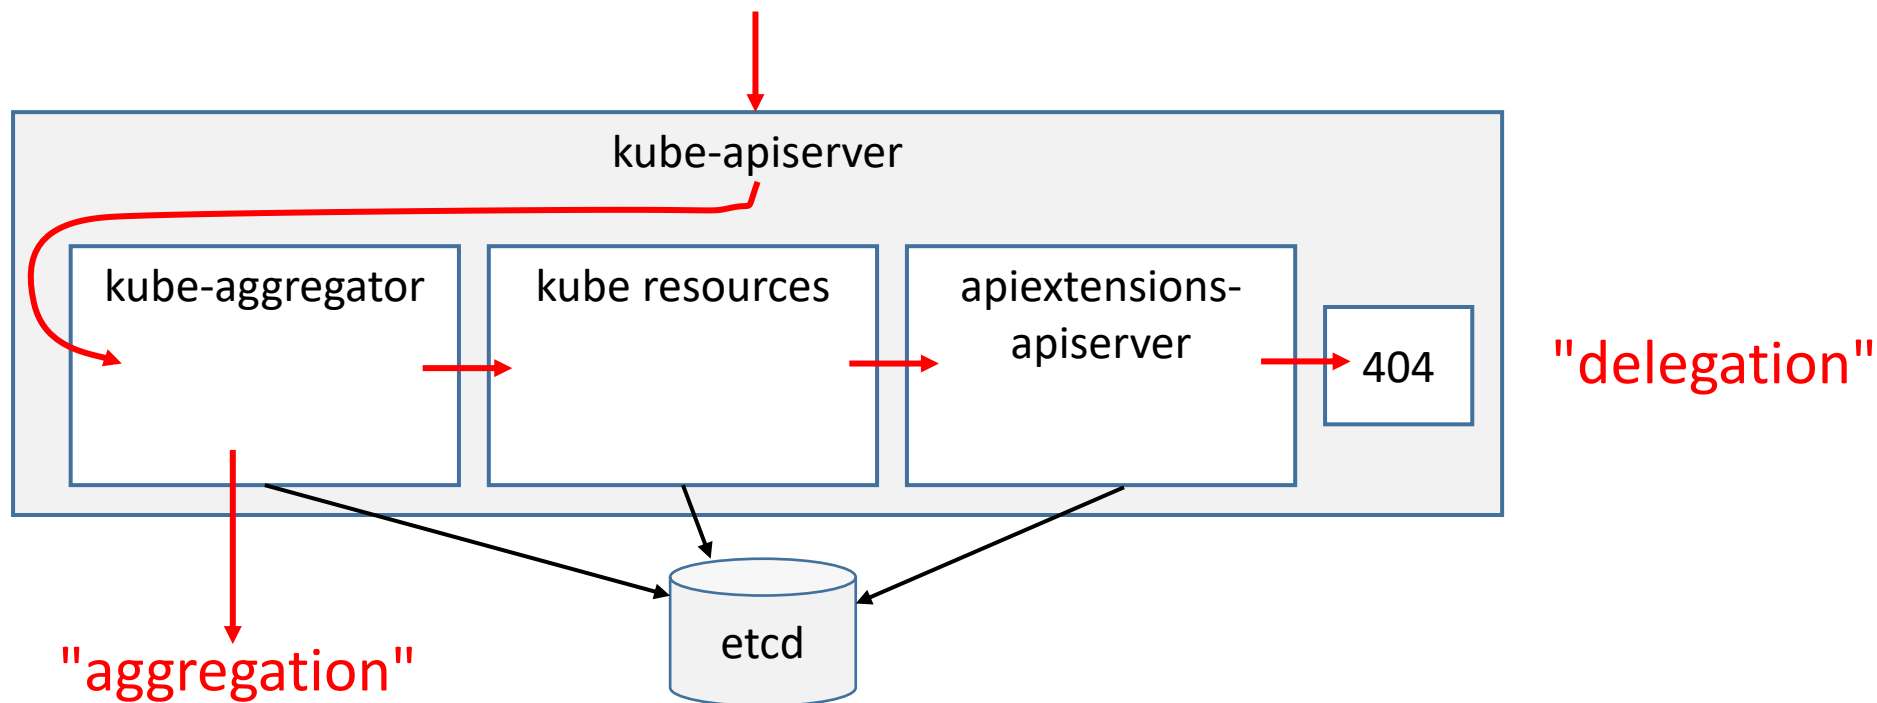 kube-apiserver
kube-aggregator
kube resources
apiextensions-
apiserver
404
"delegation"
etcd
"aggregation"